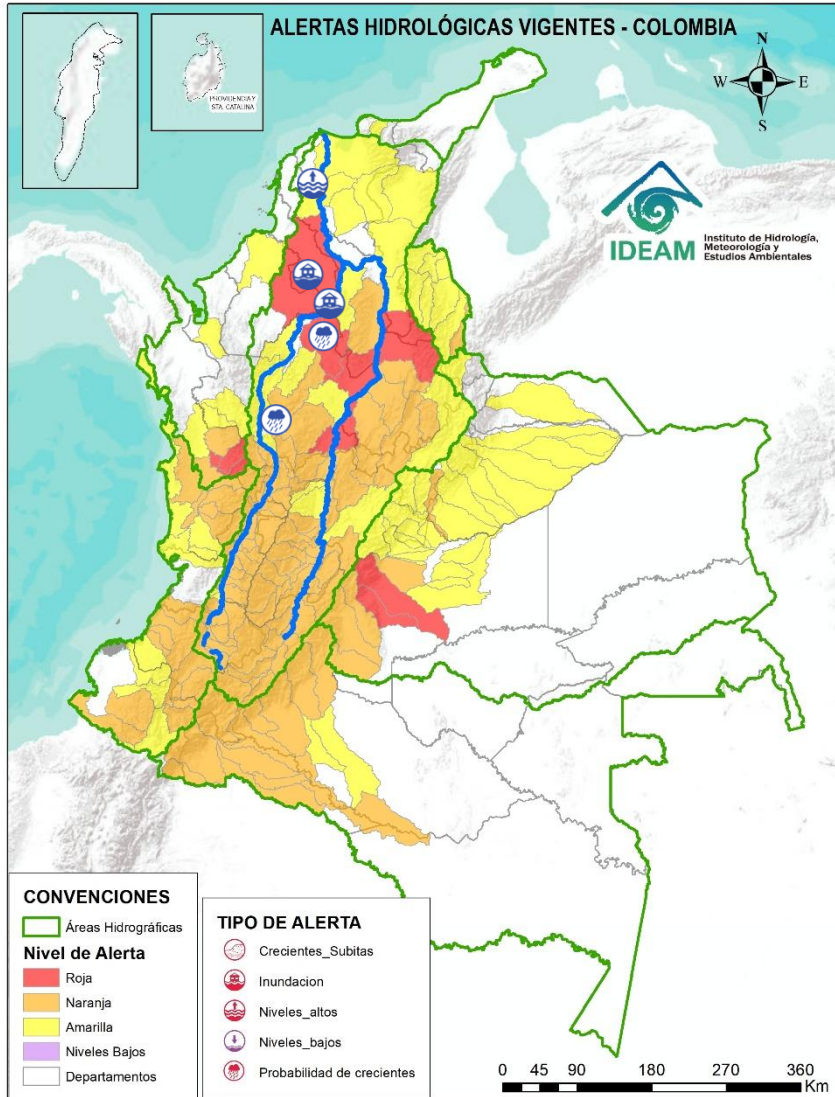 ALERTAS HIDROLÓGICAS VIGENTES - COLOMBIA
PROVIDENCIA Y
STA. CATALINA
N
W
E
S
IDEAM
Instituto de Hidrología,
Meteorología y
Estudios Ambientales
CONVENCIONES
Áreas Hidrográficas
Nivel de Alerta
Roja
Naranja
Amarilla
Niveles Bajos
Departamentos
TIPO DE ALERTA
Crecientes_Subitas
Inundacion
Niveles_altos
Niveles_bajos
Probabilidad de crecientes
0 45 90 180 270 360
Km